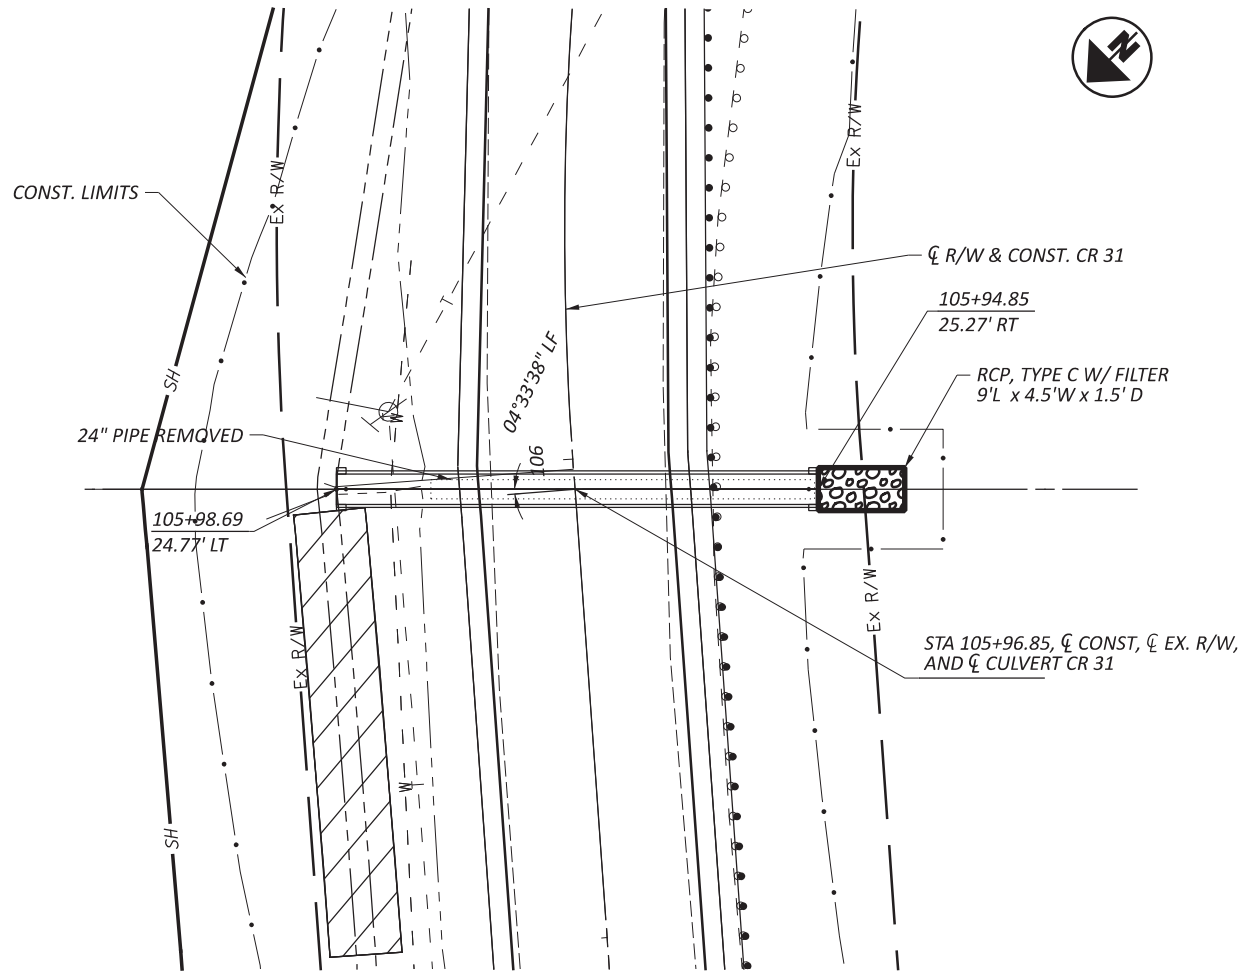 N
Ex R/W
CONST. LIMITS
Ex R/W
℄ R/W & CONST. CR 31
105+94.85
25.27' RT
T
04°33'38" LF
SH
RCP, TYPE C W/ FILTER
9'L x 4.5'W x 1.5' D
W
24" PIPE REMOVED
106
105+98.69
24.77' LT
Ex R/W
Ex R/W
STA 105+96.85, ℄ CONST, ℄ EX. R/W,
AND ℄ CULVERT CR 31
W
SH